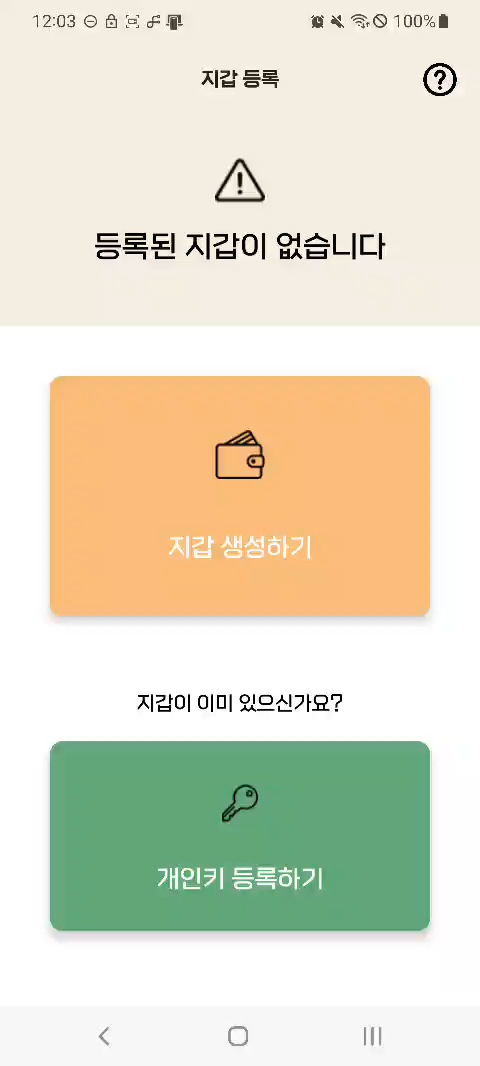 12:03
100%
지갑 등록
등록된 지갑이 없습니다
지갑 생성하기
지갑이 이미 있으신가요?
개인키 등록하기